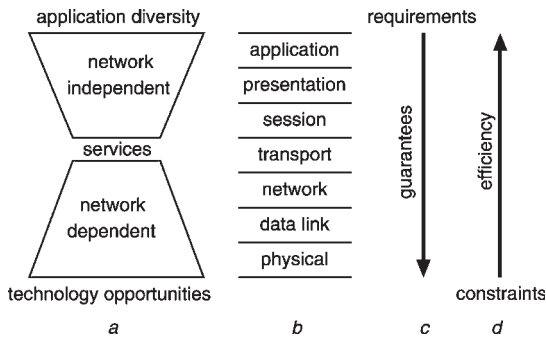 application diversity
requirements
network
independent
services
network
dependent
technology opportunities
application
presentation
session
transport
network
data link
physical
guarantees
efficiency
constraints
a
b
c
d